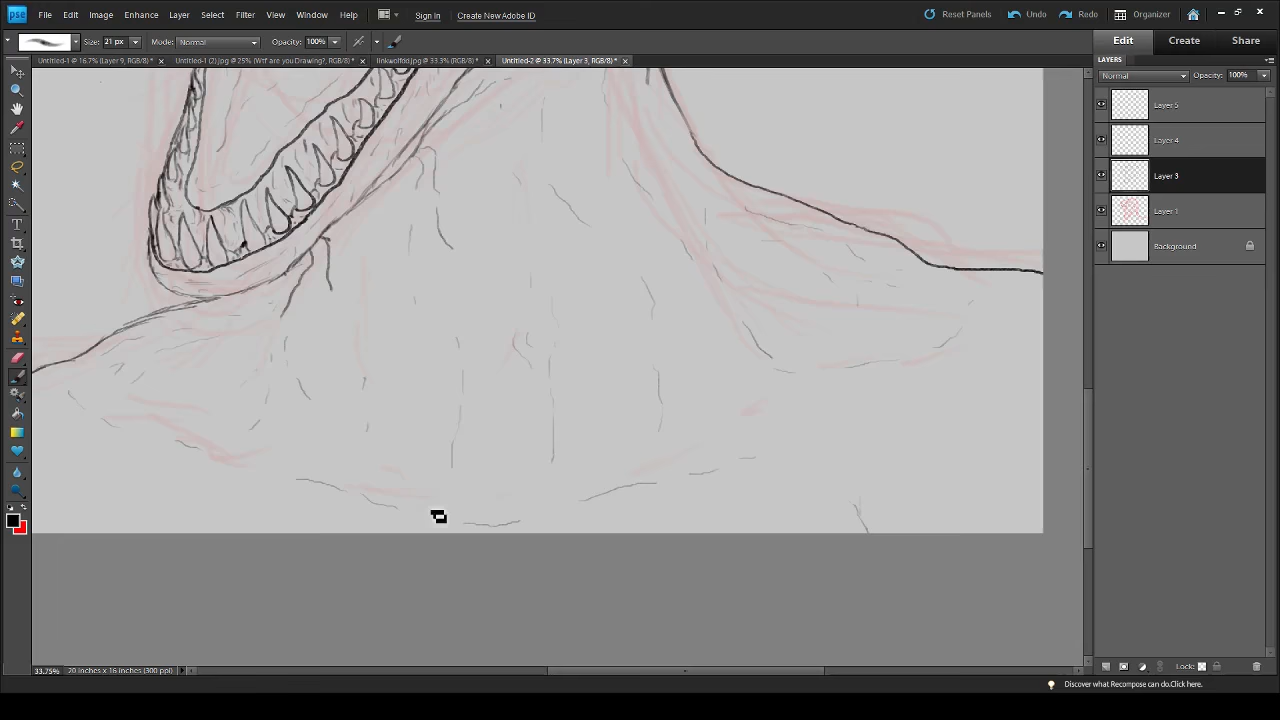 pse File Edit Image Enhance Layer Select Filter View Window Help Sign In Create New Adobe ID Reset Panels Undo Redo Organizer
Size: 21 px Mode: Normal Opacity: 100% Edit Create Share
Untitled-1 @ 16.7% (Layer 9, RGB/8) * Untitled-1 (2).jpg @ 25% (Wtf are you Drawing?, RGB/8) * linkwolfdd.jpg @ 33.3% (RGB/8) * Untitled-2 @ 33.7% (Layer 3, RGB/8) * LAYERS
Normal Opacity: 100%
Layer 5
Layer 4
Layer 3
Layer 1
Background
33.75% 20 inches x 16 inches (300 ppi) Lock:
Discover what Recompose can do.Click here.